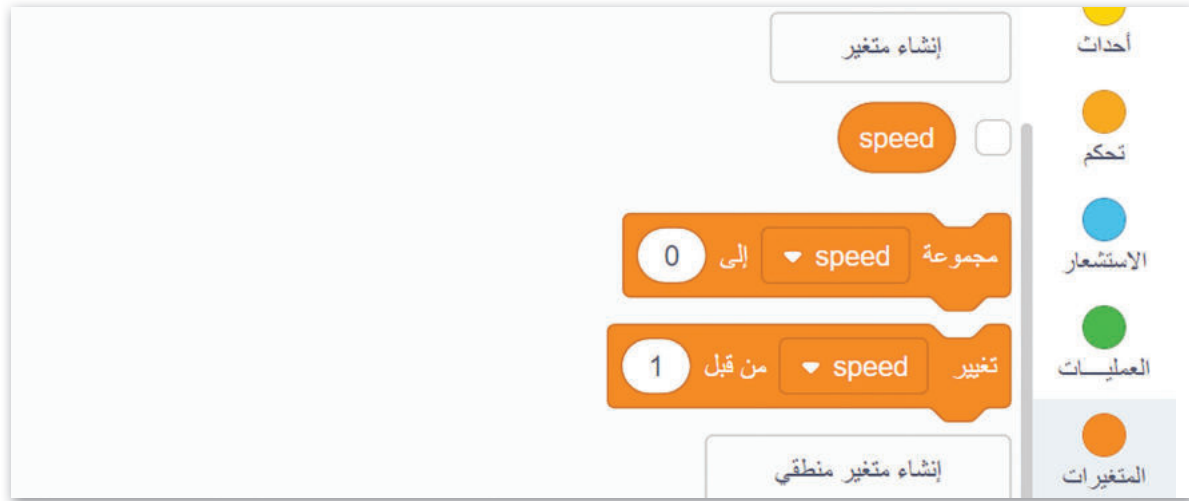 أحداث
تحكم
الاستشعار
العمليـــات
المتغيرات
إنشاء متغير
speed
مجموعة speed إلى 0
تغيير speed من قبل 1
إنشاء متغير منطقي